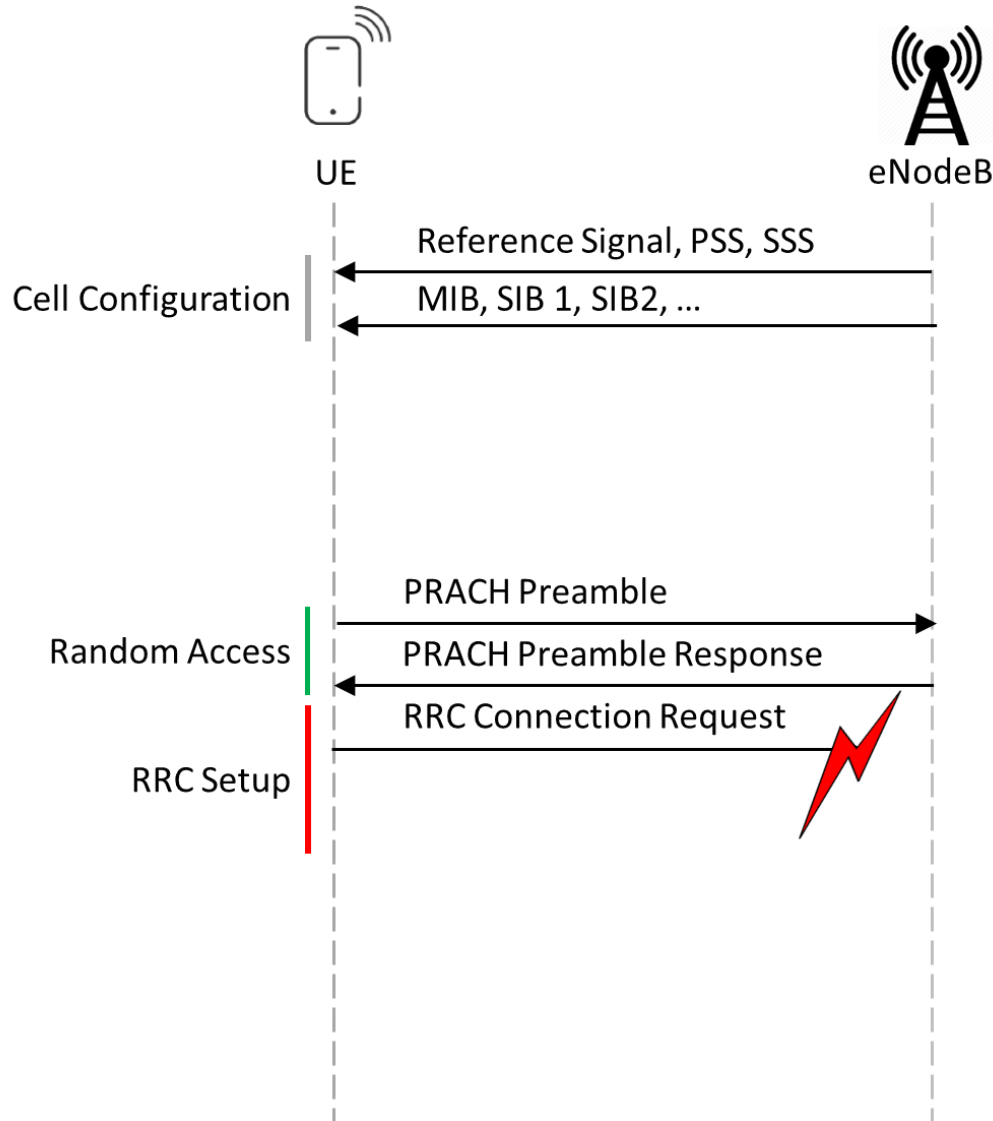 UE
eNodeB
Reference Signal, PSS, SSS
Cell Configuration
MIB, SIB 1, SIB2, ...
PRACH Preamble
Random Access
PRACH Preamble Response
RRC Connection Request
RRC Setup